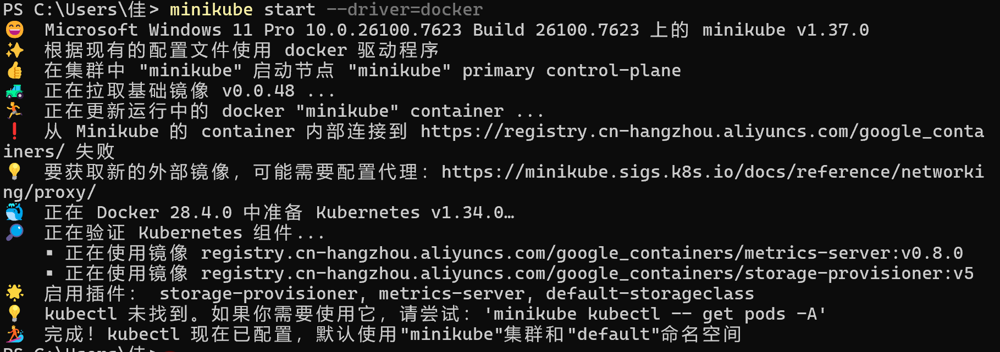 PS C:\Users\佳> minikube start --driver=docker
😄 Microsoft Windows 11 Pro 10.0.26100.7623 Build 26100.7623 上的 minikube v1.37.0
✨ 根据现有的配置文件使用 docker 驱动程序
👍 在集群中 "minikube" 启动节点 "minikube" primary control-plane
🚜 正在拉取基础镜像 v0.0.48 ...
🏃 正在更新运行中的 docker "minikube" container ...
❗ 从 Minikube 的 container 内部连接到 https://registry.cn-hangzhou.aliyuncs.com/google_conta
iners/ 失败
💡 要获取新的外部镜像，可能需要配置代理：https://minikube.sigs.k8s.io/docs/reference/networki
ng/proxy/
🐳 正在 Docker 28.4.0 中准备 Kubernetes v1.34.0…
🔎 正在验证 Kubernetes 组件...
▪ 正在使用镜像 registry.cn-hangzhou.aliyuncs.com/google_containers/metrics-server:v0.8.0
▪ 正在使用镜像 registry.cn-hangzhou.aliyuncs.com/google_containers/storage-provisioner:v5
🌟 启用插件： storage-provisioner, metrics-server, default-storageclass
💡 kubectl 未找到。如果你需要使用它，请尝试：'minikube kubectl -- get pods -A'
🏄 完成！kubectl 现在已配置，默认使用"minikube"集群和"default"命名空间
PS C:\Users\佳>